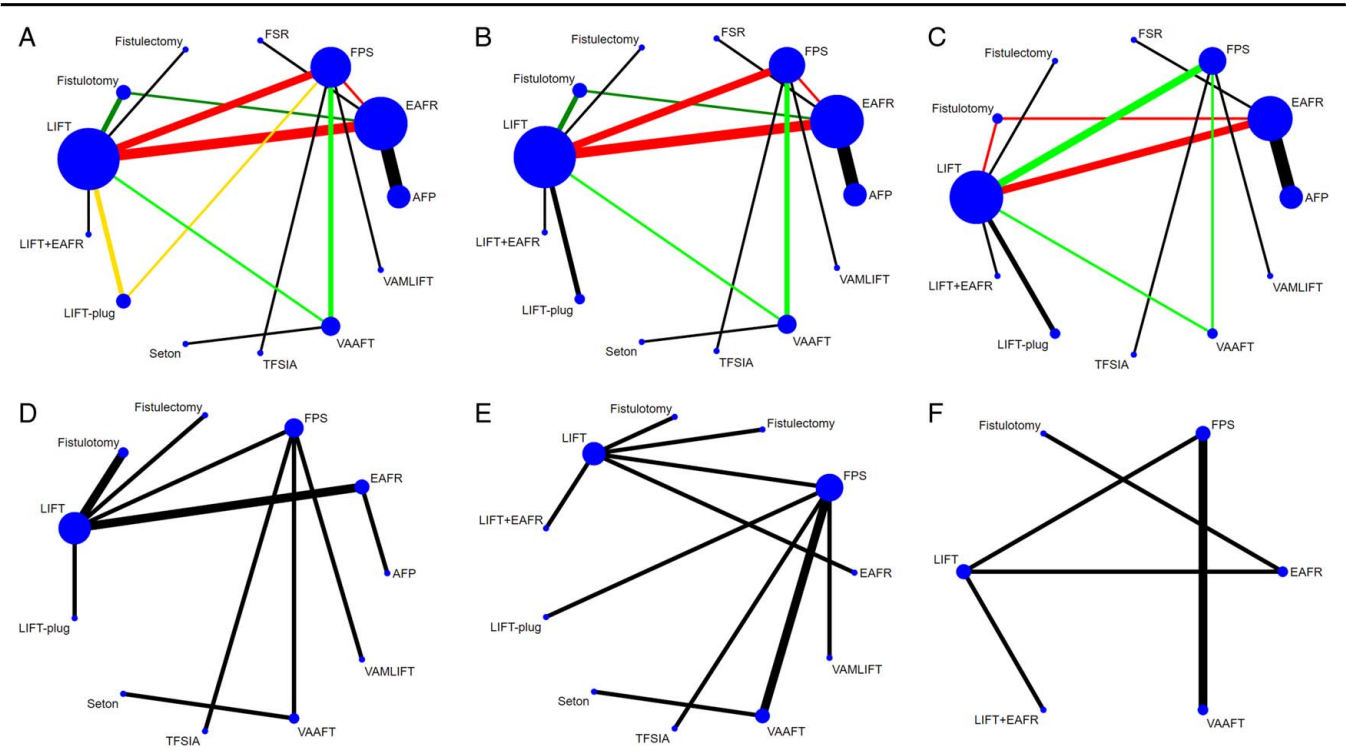 A
Fistulectomy
FSR
FPS
Fistulotomy
EAFR
LIFT
AFP
LIFT+EAFR
VAMLIFT
LIFT-plug
VAAFT
Seton
TFSIA
B
Fistulectomy
FSR
FPS
Fistulotomy
EAFR
LIFT
AFP
LIFT+EAFR
VAMLIFT
LIFT-plug
VAAFT
Seton
TFSIA
C
FSR
Fistulectomy
FPS
Fistulotomy
EAFR
LIFT
AFP
LIFT+EAFR
VAMLIFT
LIFT-plug
VAAFT
TFSIA
D
Fistulectomy
FPS
Fistulotomy
EAFR
LIFT
AFP
LIFT-plug
VAMLIFT
Seton
VAAFT
TFSIA
E
Fistulotomy
Fistulectomy
LIFT
FPS
LIFT+EAFR
EAFR
LIFT-plug
VAMLIFT
Seton
VAAFT
TFSIA
F
Fistulotomy
FPS
LIFT
EAFR
LIFT+EAFR
VAAFT